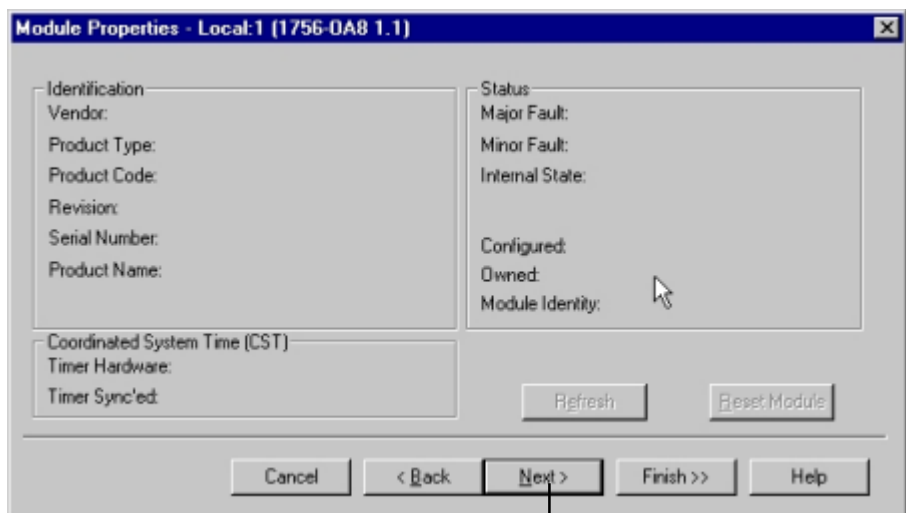 Module Properties - Local:1 (1756-OA8 1.1)
Identification
Vendor:
Product Type:
Product Code:
Revision:
Serial Number:
Product Name:
Status
Major Fault:
Minor Fault:
Internal State:
Configured:
Owned:
Module Identity:
Coordinated System Time (CST)
Timer Hardware:
Timer Sync'ed:
Refresh
Reset Module
Cancel
< Back
Next >
Finish >>
Help